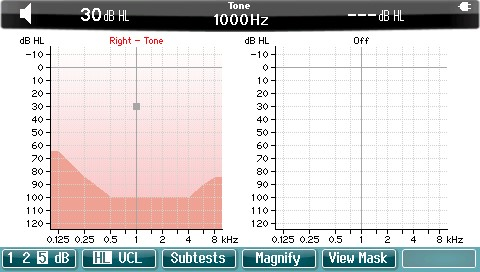 30 dB HL
Tone
1000Hz
--- dB HL
dB HL
Right - Tone
-10
0
10
20
30
40
50
60
70
80
90
100
110
120
0.125 0.25 0.5 1 2 4 8 kHz
dB HL
Off
-10
0
10
20
30
40
50
60
70
80
90
100
110
120
0.125 0.25 0.5 1 2 4 8 kHz
1 2 5 dB
HL UCL
Subtests
Magnify
View Mask